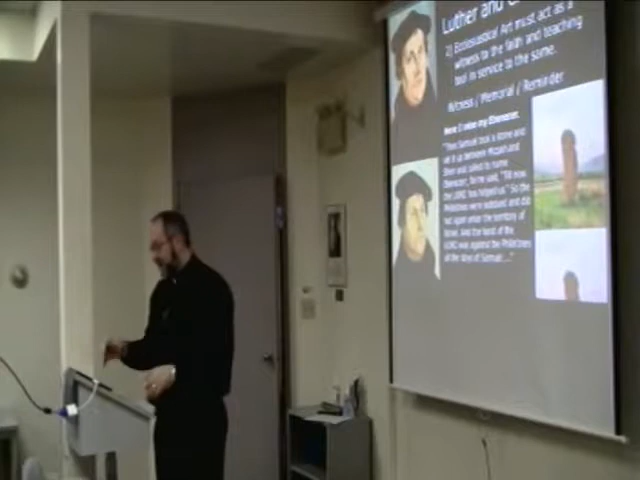 Luther and
2) Ecclesiastical Art must act as a
witness to the faith and teaching
tool in service to the same.
Witness / Memorial / Reminder
Here I raise my Ebenezer.
"Then Samuel took a stone and
set it up between Mizpah and
Shen and called its name
Ebenezer; for he said, "Till now
the LORD has helped us." So the
Philistines were subdued and did
not again enter the territory of
Israel. And the hand of the
LORD was against the Philistines
all the days of Samuel..."